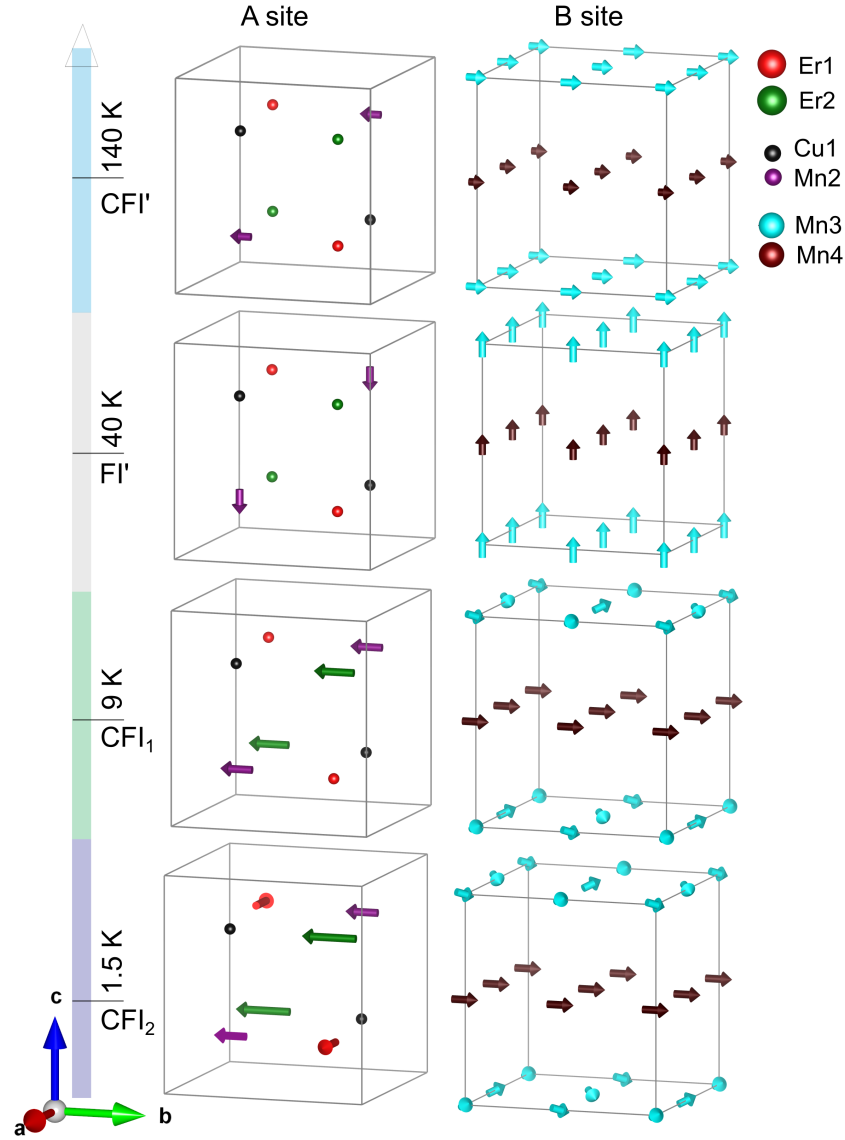 A site
B site
Er1
Er2
Cu1
Mn2
Mn3
Mn4
140 K
CFI'
40 K
FI'
9 K
CFI₁
1.5 K
CFI₂
c
b
a